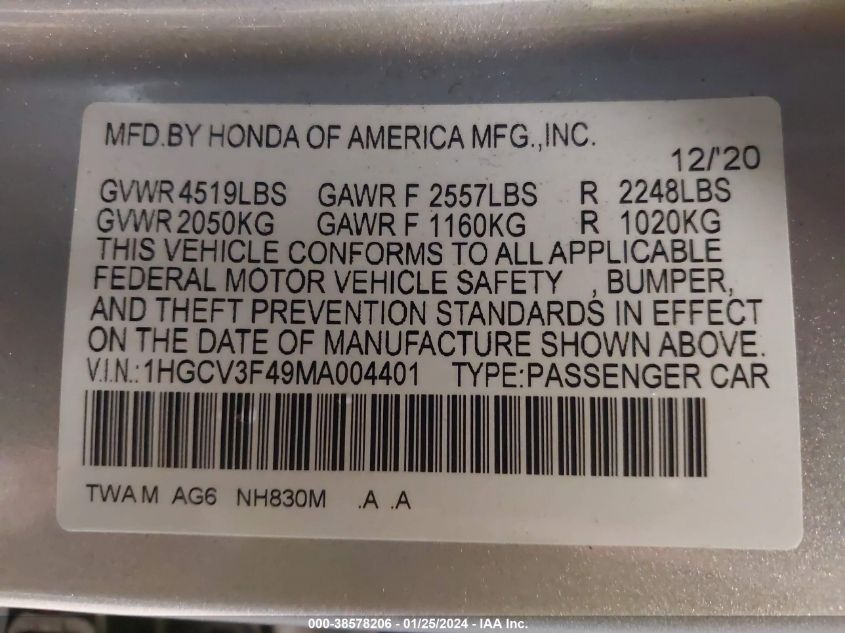 MFD.BY HONDA OF AMERICA MFG.,INC.
12/'20
GVWR 4519LBS GAWR F 2557LBS R 2248LBS
GVWR 2050KG GAWR F 1160KG R 1020KG
THIS VEHICLE CONFORMS TO ALL APPLICABLE
FEDERAL MOTOR VEHICLE SAFETY , BUMPER,
AND THEFT PREVENTION STANDARDS IN EFFECT
ON THE DATE OF MANUFACTURE SHOWN ABOVE.
V.I.N.:1HGCV3F49MA004401 TYPE:PASSENGER CAR
TWA M AG6 NH830M .A .A
000-38578206 - 01/25/2024 - IAA Inc.